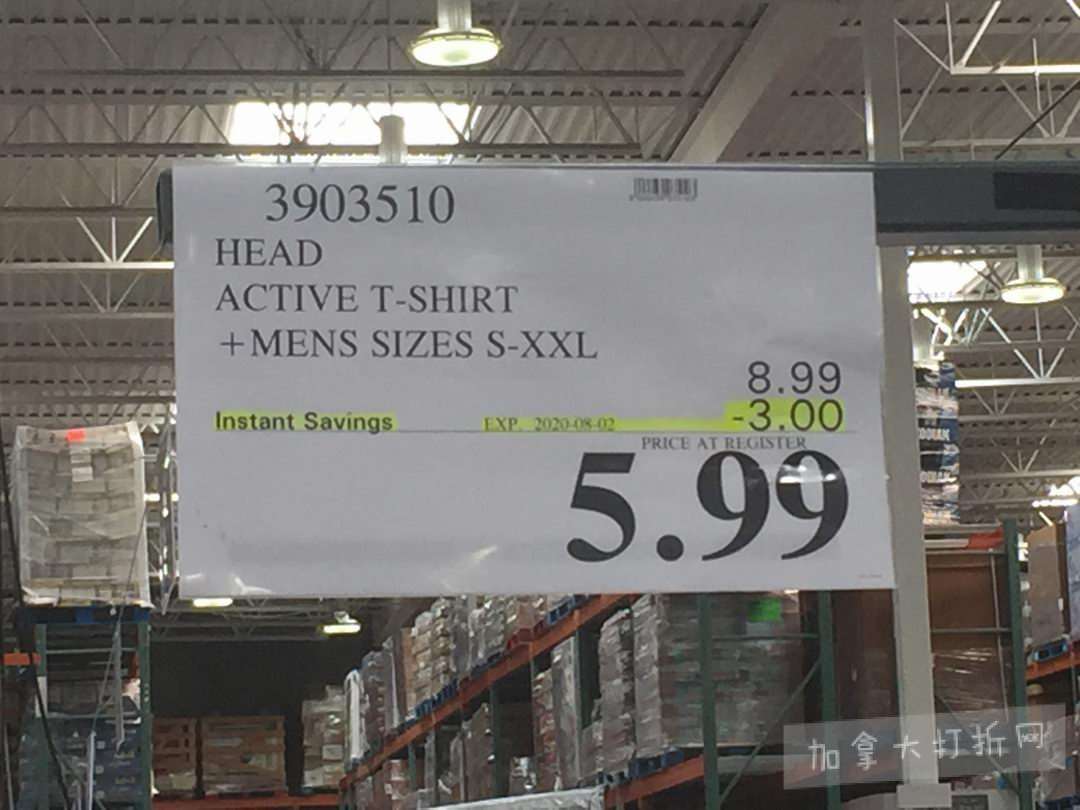 3903510
HEAD
ACTIVE T-SHIRT
+MENS SIZES S-XXL
8.99
Instant Savings EXP. 2020-08-02 -3.00
PRICE AT REGISTER
5.99
KODIAK
加拿大打折网